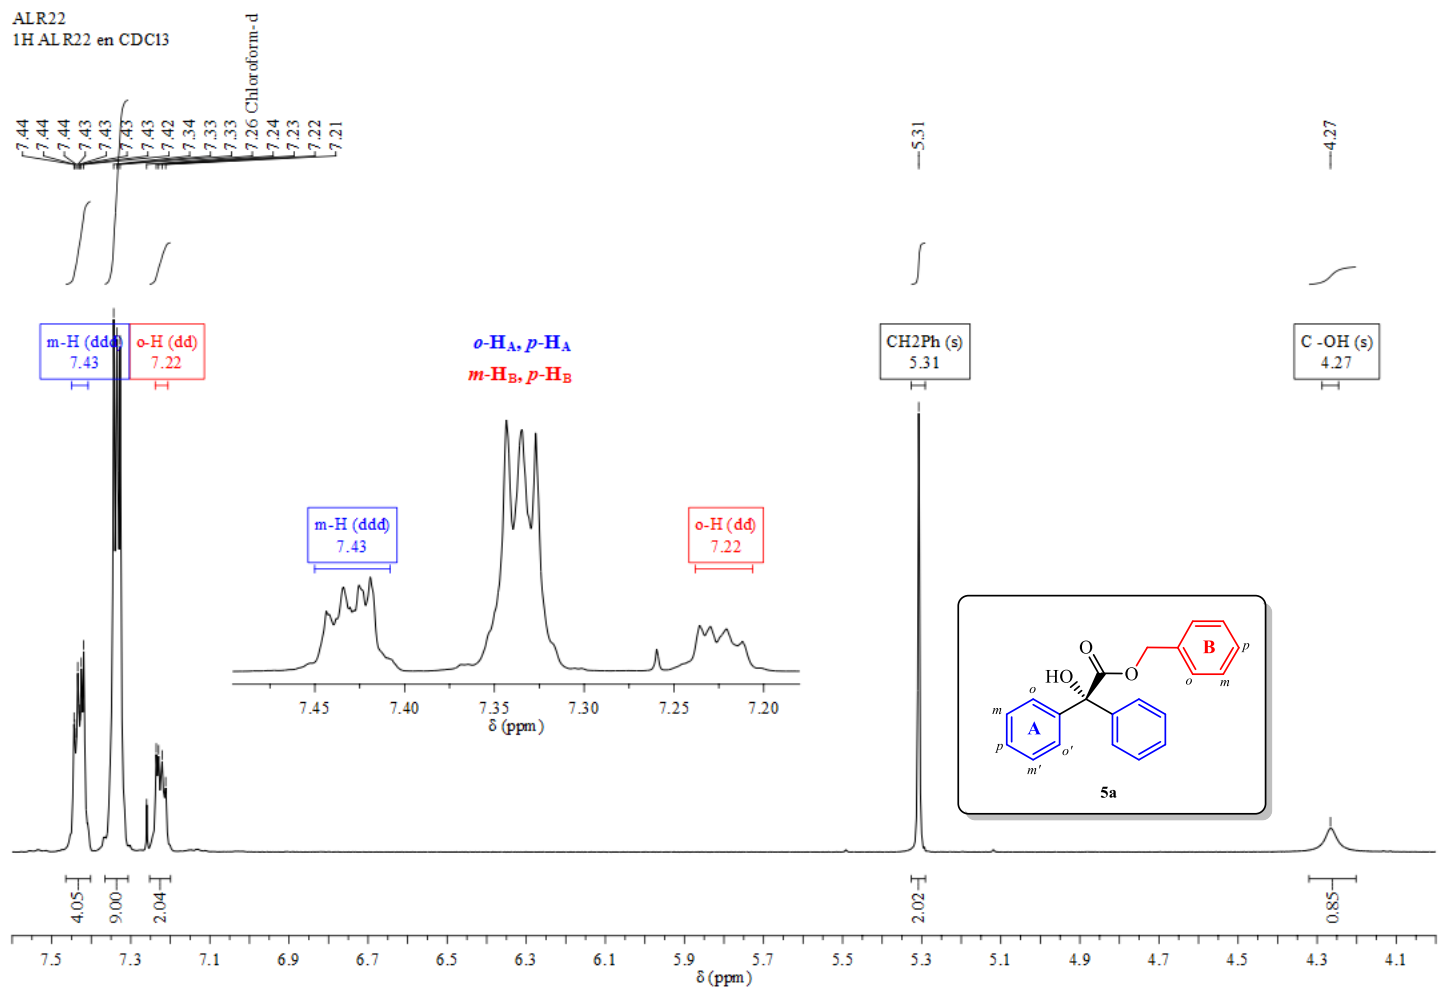 ALR22
1H ALR22 en CDCl3
7.44
7.44
7.44
7.43
7.43
7.43
7.43
7.42
7.34
7.33
7.33
7.26 Chloroform-d
7.24
7.23
7.22
7.21
5.31
4.27
m-H (ddd)
7.43
o-H (dd)
7.22
o-HA, p-HA
m-HB, p-HB
CH2Ph (s)
5.31
C -OH (s)
4.27
m-H (ddd)
7.43
o-H (dd)
7.22
7.45 7.40 7.35 7.30 7.25 7.20
δ (ppm)
O
HO
O
B
o
m
p
A
o
m
p
o'
m'
5a
4.05
9.00
2.04
2.02
0.85
7.5 7.3 7.1 6.9 6.7 6.5 6.3 6.1 5.9 5.7 5.5 5.3 5.1 4.9 4.7 4.5 4.3 4.1
δ (ppm)